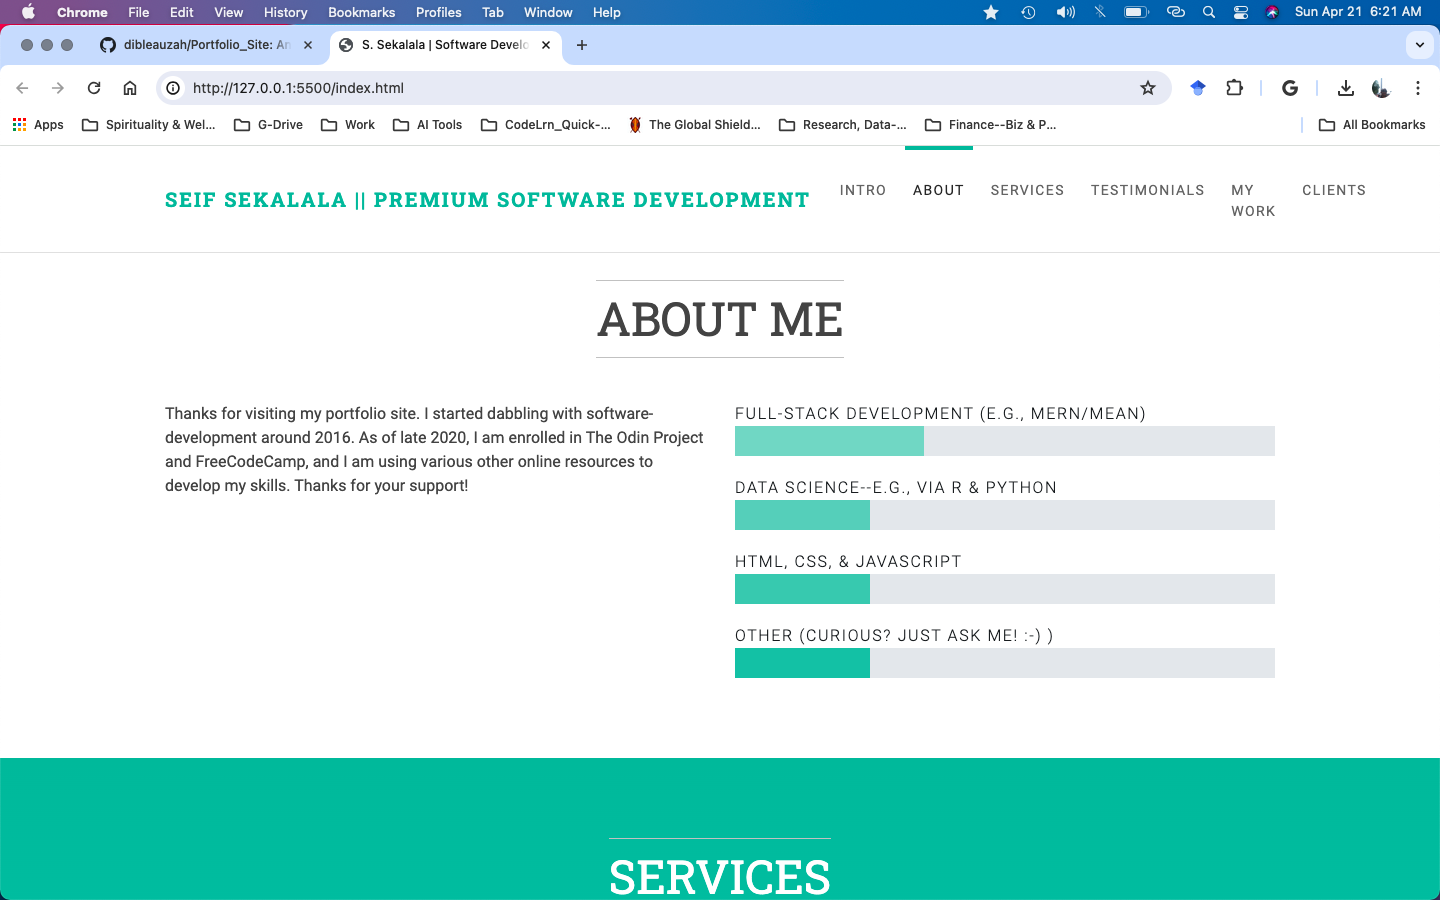 Chrome File Edit View History Bookmarks Profiles Tab Window Help Sun Apr 21 6:21 AM
dibleauzah/Portfolio_Site: An S. Sekalala | Software Develo
http://127.0.0.1:5500/index.html
Apps Spirituality & Wel... G-Drive Work AI Tools CodeLrn_Quick-... The Global Shield... Research, Data-... Finance--Biz & P... All Bookmarks
SEIF SEKALALA || PREMIUM SOFTWARE DEVELOPMENT INTRO ABOUT SERVICES TESTIMONIALS MY WORK CLIENTS
ABOUT ME
Thanks for visiting my portfolio site. I started dabbling with software-
development around 2016. As of late 2020, I am enrolled in The Odin Project
and FreeCodeCamp, and I am using various other online resources to
develop my skills. Thanks for your support!
FULL-STACK DEVELOPMENT (E.G., MERN/MEAN)
DATA SCIENCE--E.G., VIA R & PYTHON
HTML, CSS, & JAVASCRIPT
OTHER (CURIOUS? JUST ASK ME! :-) )
SERVICES